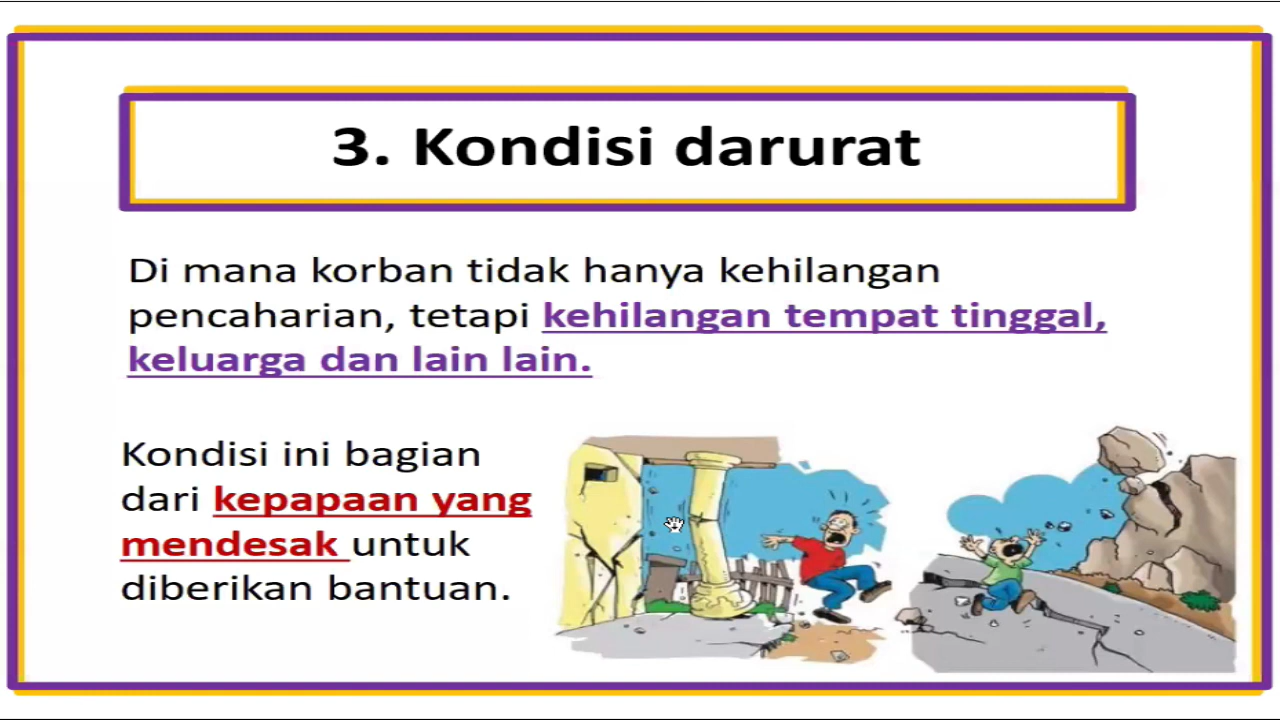 3. Kondisi darurat
Di mana korban tidak hanya kehilangan
pencaharian, tetapi kehilangan tempat tinggal,
keluarga dan lain lain.
Kondisi ini bagian
dari kepapaan yang
mendesak untuk
diberikan bantuan.